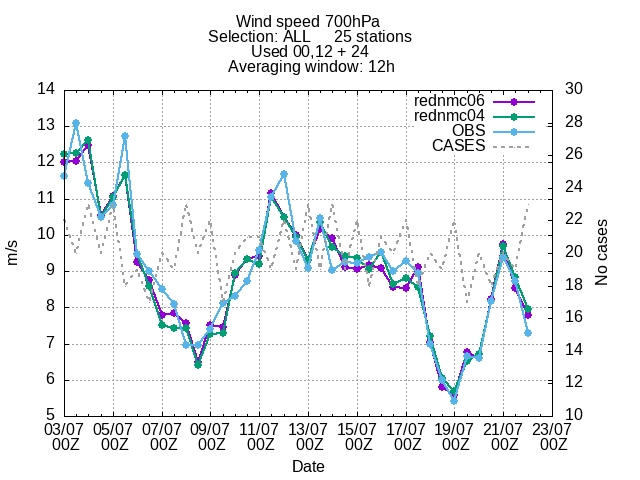 Wind speed 700hPa
Selection: ALL 25 stations
Used 00,12 + 24
Averaging window: 12h
rednmc06
rednmc04
OBS
CASES
14
13
12
11
10
9
8
7
6
5
m/s
30
28
26
24
22
20
18
16
14
12
10
No cases
03/07 05/07 07/07 09/07 11/07 13/07 15/07 17/07 19/07 21/07 23/07
00Z 00Z 00Z 00Z 00Z 00Z 00Z 00Z 00Z 00Z 00Z
Date